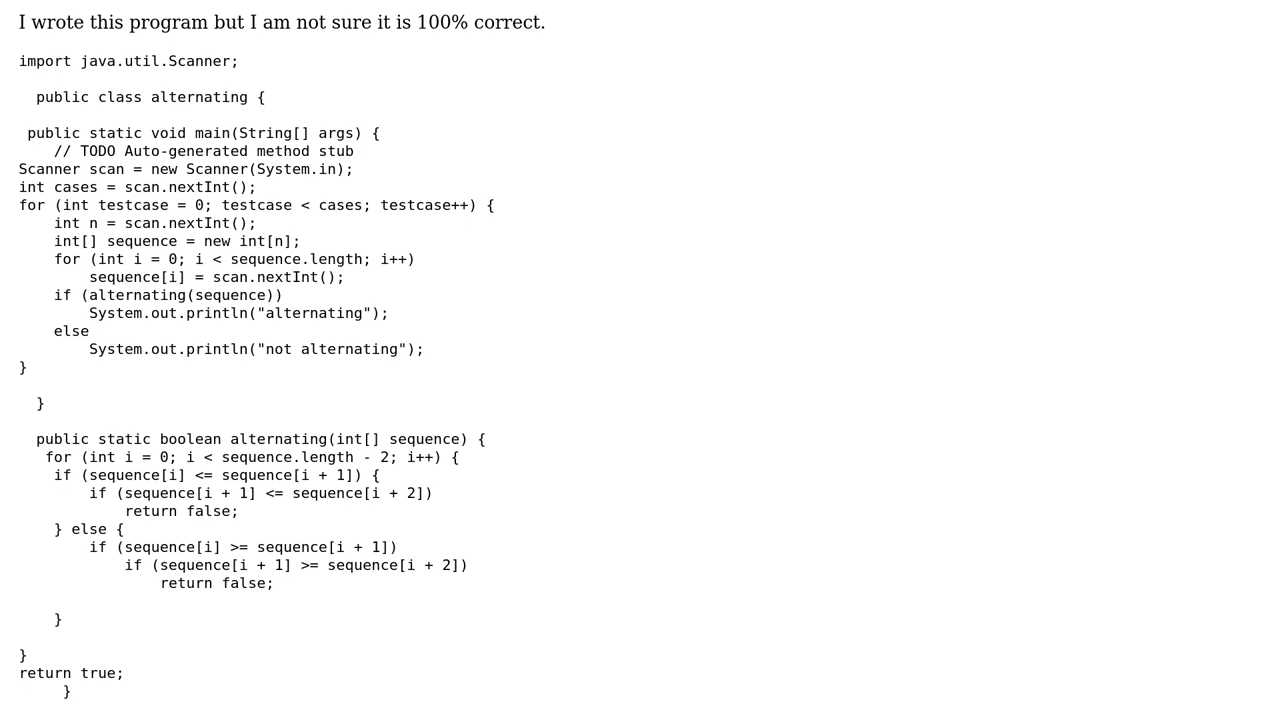 I wrote this program but I am not sure it is 100% correct.
import java.util.Scanner;
public class alternating {
public static void main(String[] args) {
// TODO Auto-generated method stub
Scanner scan = new Scanner(System.in);
int cases = scan.nextInt();
for (int testcase = 0; testcase < cases; testcase++) {
int n = scan.nextInt();
int[] sequence = new int[n];
for (int i = 0; i < sequence.length; i++)
sequence[i] = scan.nextInt();
if (alternating(sequence))
System.out.println("alternating");
else
System.out.println("not alternating");
}
}
public static boolean alternating(int[] sequence) {
for (int i = 0; i < sequence.length - 2; i++) {
if (sequence[i] <= sequence[i + 1]) {
if (sequence[i + 1] <= sequence[i + 2])
return false;
} else {
if (sequence[i] >= sequence[i + 1])
if (sequence[i + 1] >= sequence[i + 2])
return false;
}
}
return true;
}